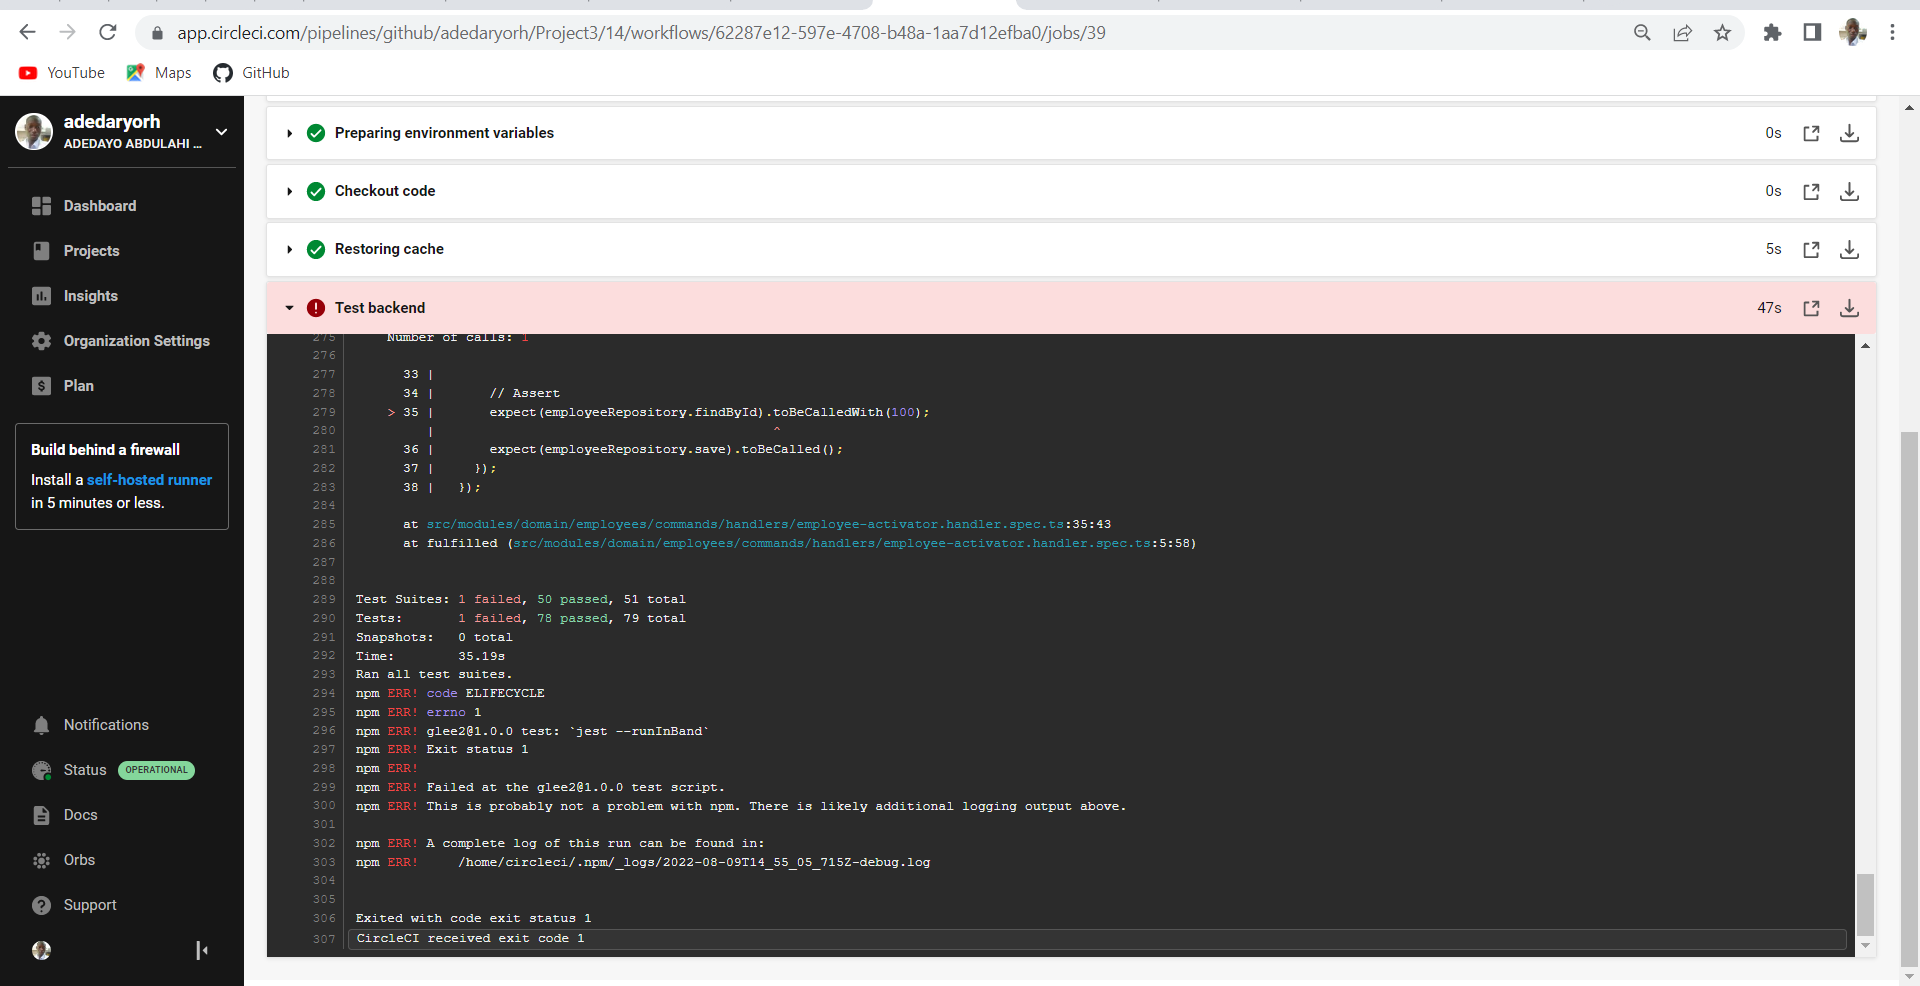 app.circleci.com/pipelines/github/adedaryorh/Project3/14/workflows/62287e12-597e-4708-b48a-1aa7d12efba0/jobs/39
YouTube Maps GitHub
adedaryorh
ADEDAYO ABDULAHI ...
Dashboard
Projects
Insights
Organization Settings
Plan
Build behind a firewall
Install a self-hosted runner
in 5 minutes or less.
Notifications
Status OPERATIONAL
Docs
Orbs
Support
Preparing environment variables 0s
Checkout code 0s
Restoring cache 5s
Test backend 47s
275 Number of calls: 1
276
277 33 |
278 34 | // Assert
279 > 35 | expect(employeeRepository.findById).toBeCalledWith(100);
280 | ^
281 36 | expect(employeeRepository.save).toBeCalled();
282 37 | });
283 38 | });
284
285 at src/modules/domain/employees/commands/handlers/employee-activator.handler.spec.ts:35:43
286 at fulfilled (src/modules/domain/employees/commands/handlers/employee-activator.handler.spec.ts:5:58)
287
288
289 Test Suites: 1 failed, 50 passed, 51 total
290 Tests: 1 failed, 78 passed, 79 total
291 Snapshots: 0 total
292 Time: 35.19s
293 Ran all test suites.
294 npm ERR! code ELIFECYCLE
295 npm ERR! errno 1
296 npm ERR! glee2@1.0.0 test: `jest --runInBand`
297 npm ERR! Exit status 1
298 npm ERR!
299 npm ERR! Failed at the glee2@1.0.0 test script.
300 npm ERR! This is probably not a problem with npm. There is likely additional logging output above.
301
302 npm ERR! A complete log of this run can be found in:
303 npm ERR! /home/circleci/.npm/_logs/2022-08-09T14_55_05_715Z-debug.log
304
305
306 Exited with code exit status 1
307 CircleCI received exit code 1